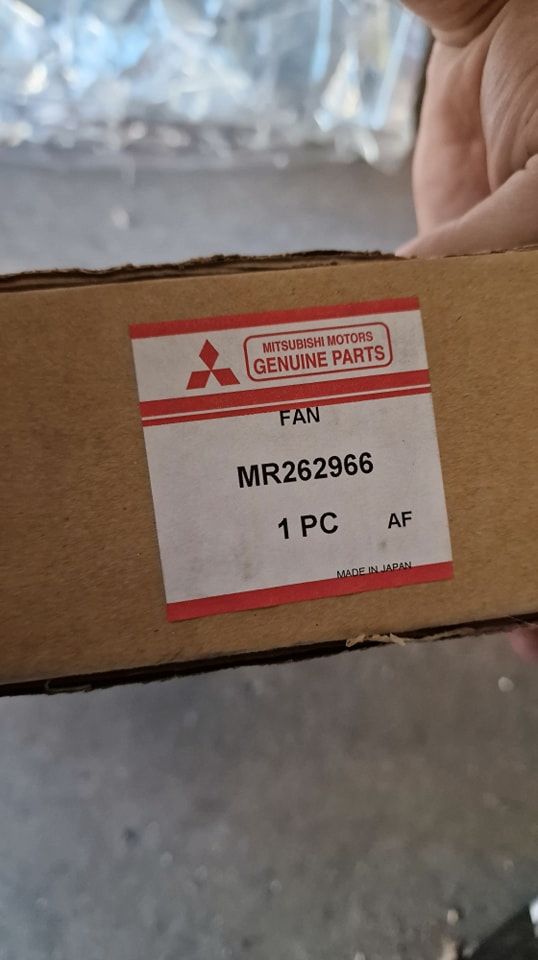 MITSUBISHI MOTORS
GENUINE PARTS
FAN
MR262966
1 PC AF
MADE IN JAPAN